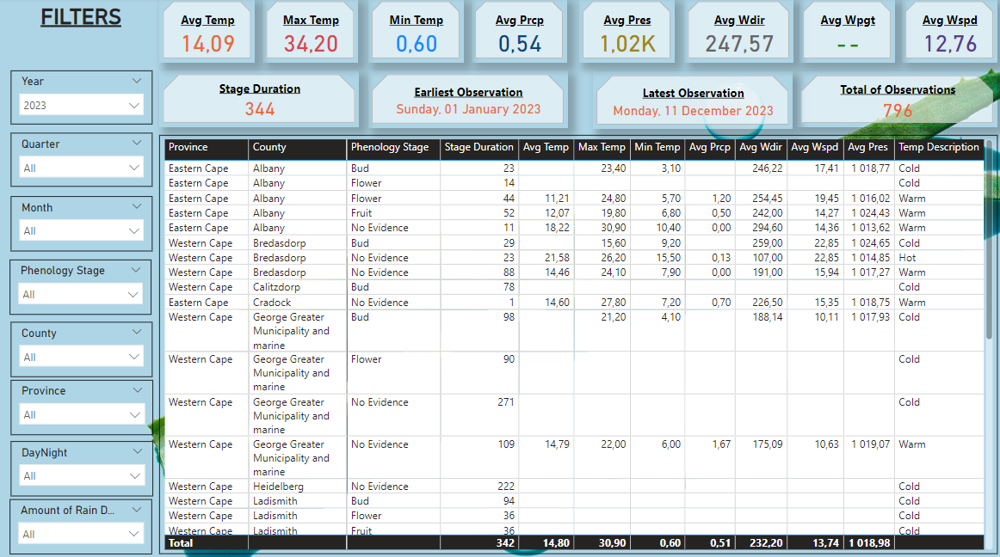 FILTERS
Avg Temp
14,09
Max Temp
34,20
Min Temp
0,60
Avg Prcp
0,54
Avg Pres
1,02K
Avg Wdir
247,57
Avg Wpgt
--
Avg Wspd
12,76
Stage Duration
344
Earliest Observation
Sunday, 01 January 2023
Latest Observation
Monday, 11 December 2023
Total of Observations
796
Year
2023
Quarter
All
Month
All
Phenology Stage
All
County
All
Province
All
DayNight
All
Amount of Rain D...
All
Province County Phenology Stage Stage Duration Avg Temp Max Temp Min Temp Avg Prcp Avg Wdir Avg Wspd Avg Pres Temp Description
Eastern Cape Albany Bud 23 23,40 3,10 246,22 17,41 1 018,77 Cold
Eastern Cape Albany Flower 14 Cold
Eastern Cape Albany Flower 44 11,21 24,80 5,70 1,20 254,45 19,45 1 016,02 Warm
Eastern Cape Albany Fruit 52 12,07 19,80 6,80 0,50 242,00 14,27 1 024,43 Warm
Eastern Cape Albany No Evidence 11 18,22 30,90 10,40 0,00 294,60 14,36 1 013,62 Warm
Western Cape Bredasdorp Bud 29 15,60 9,20 259,00 22,85 1 024,65 Cold
Western Cape Bredasdorp No Evidence 23 21,58 26,20 15,50 0,13 107,00 22,85 1 014,85 Hot
Western Cape Bredasdorp No Evidence 88 14,46 24,10 7,90 0,00 191,00 15,94 1 017,27 Warm
Western Cape Calitzdorp Bud 78 Cold
Eastern Cape Cradock No Evidence 1 14,60 27,80 7,20 0,70 226,50 15,35 1 018,75 Warm
Western Cape George Greater Bud 98 21,20 4,10 188,14 10,11 1 017,93 Cold
Municipality and
marine
Western Cape George Greater Flower 90 Cold
Municipality and
marine
Western Cape George Greater No Evidence 271 Cold
Municipality and
marine
Western Cape George Greater No Evidence 109 14,79 22,00 6,00 1,67 175,09 10,63 1 019,07 Warm
Municipality and
marine
Western Cape Heidelberg No Evidence 222 Cold
Western Cape Ladismith Bud 94 Cold
Western Cape Ladismith Flower 36 Cold
Western Cape Ladismith Fruit 36 Cold
Total 342 14,80 30,90 0,60 0,51 232,20 13,74 1 018,98